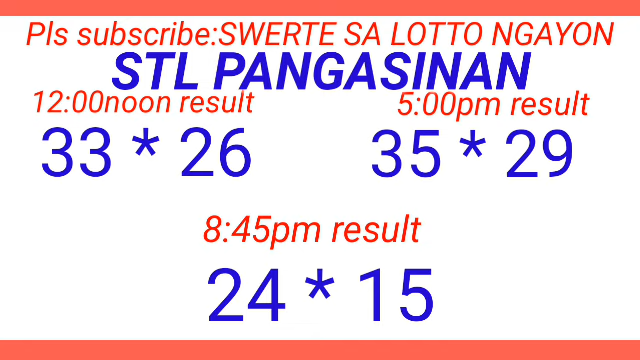 Pls subscribe:SWERTE SA LOTTO NGAYON
STL PANGASINAN
12:00noon result
33 * 26
5:00pm result
35 * 29
8:45pm result
24 * 15